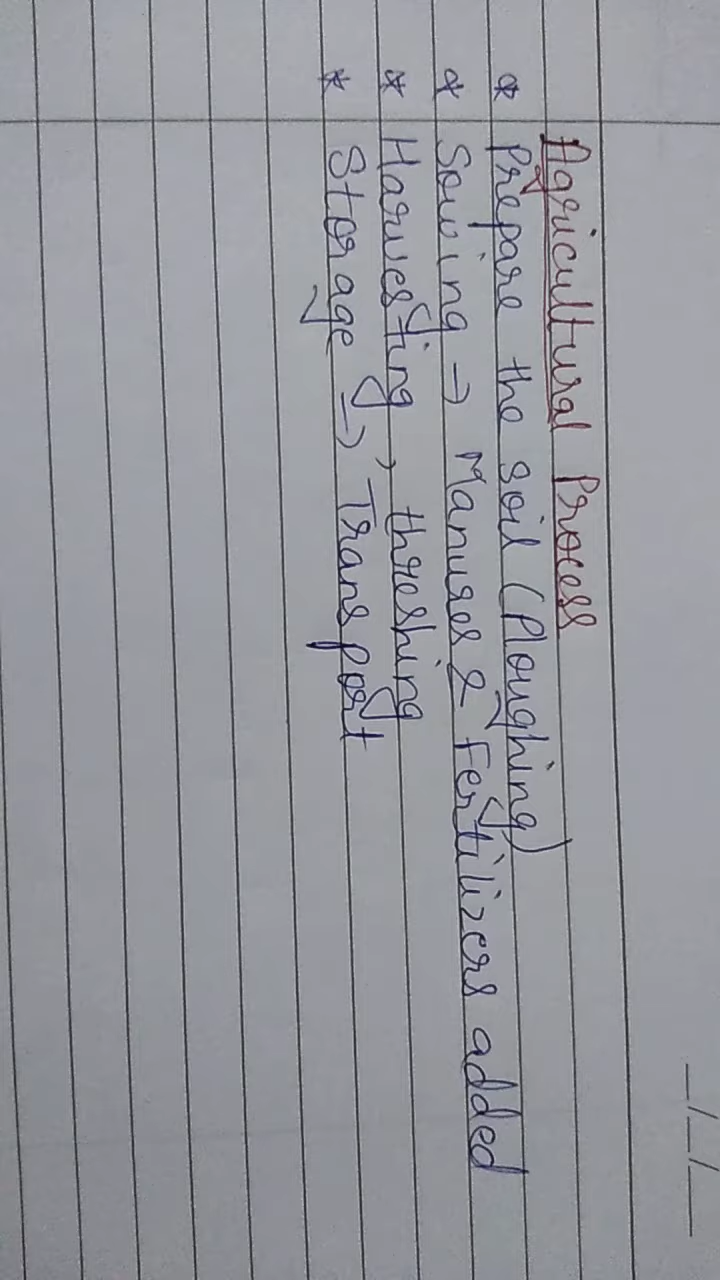 _/_/_
Agricultural Process
* Prepare the soil (Ploughing)
* Sowing → Manures & Fertilizers added
* Harvesting, threshing
* Storage → Transport